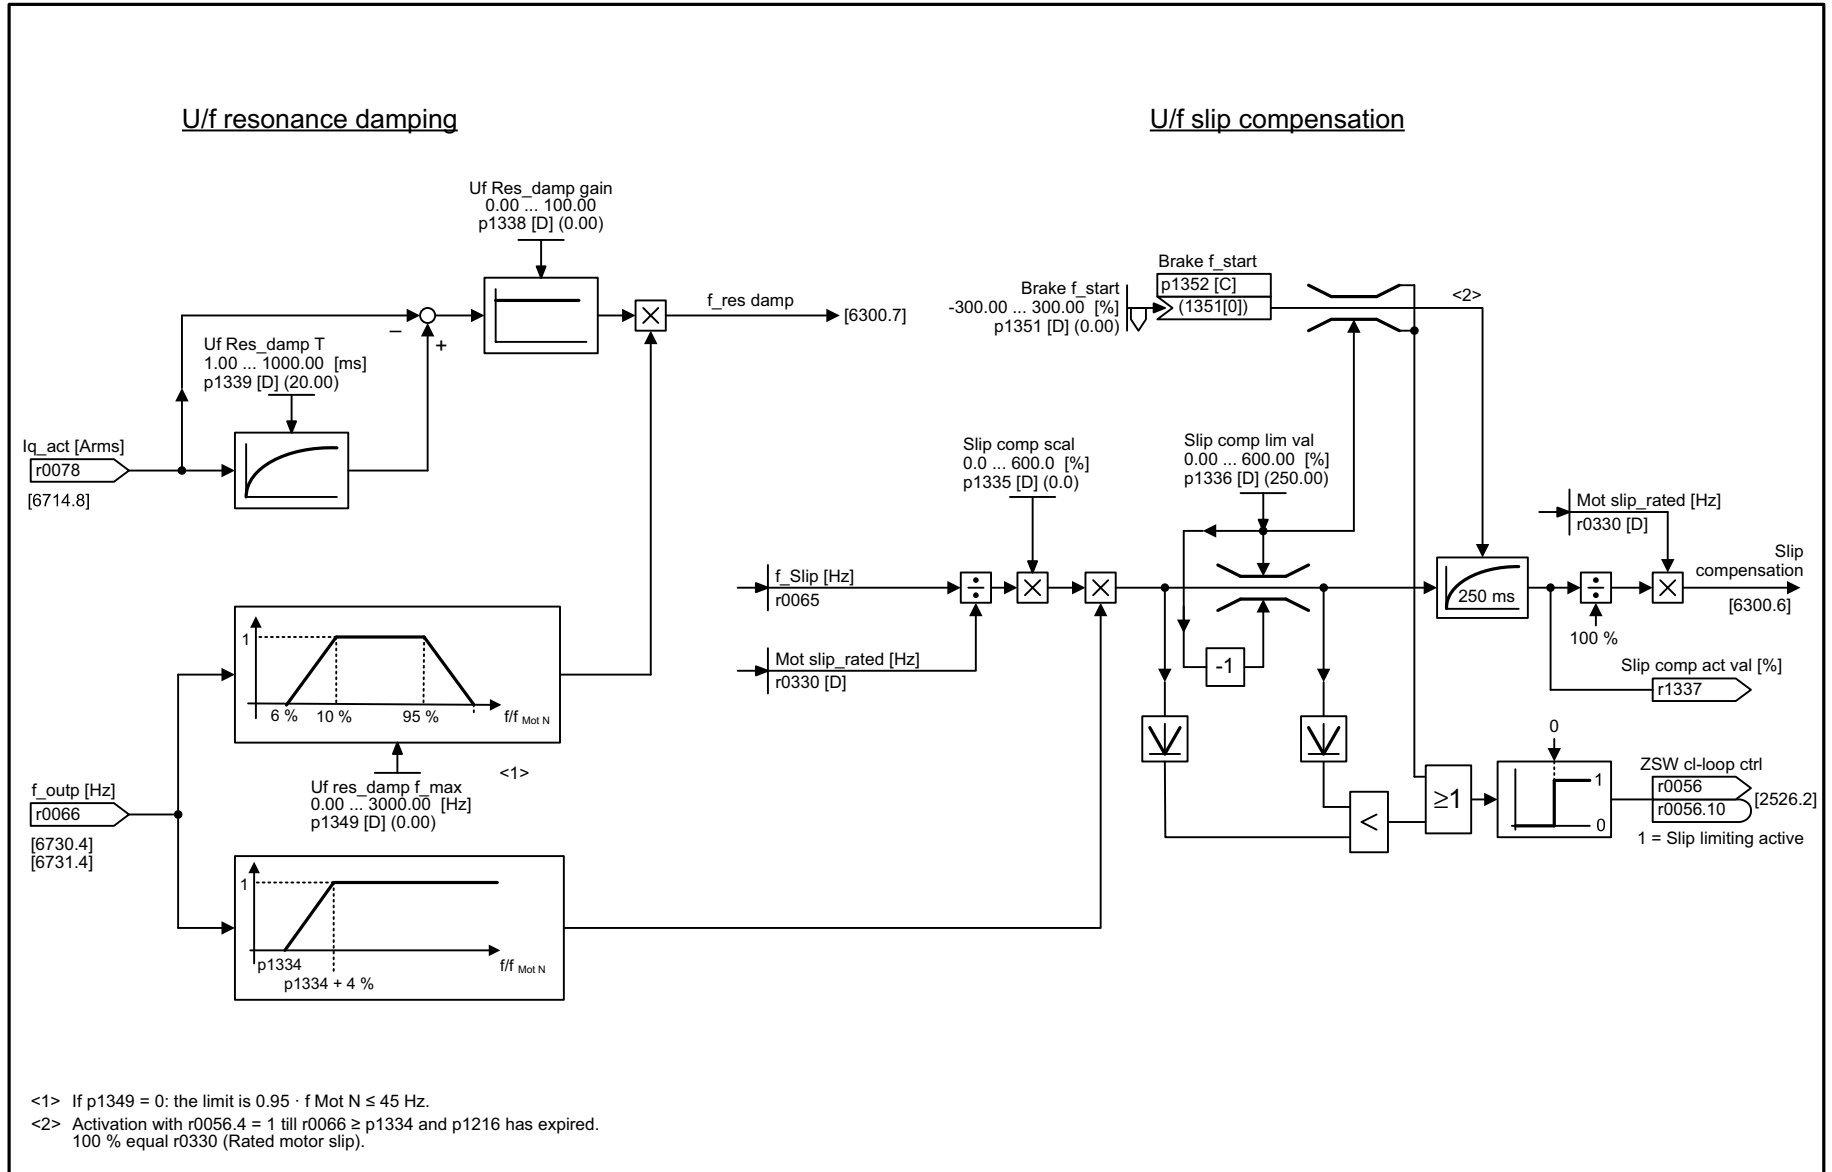 U/f resonance damping
U/f slip compensation
Uf Res_damp gain
0.00 ... 100.00
p1338 [D] (0.00)
f_res damp
[6300.7]
–
+
Uf Res_damp T
1.00 ... 1000.00 [ms]
p1339 [D] (20.00)
Iq_act [Arms]
r0078
[6714.8]
1
6 %
10 %
95 %
f/f Mot N
Uf res_damp f_max
0.00 ... 3000.00 [Hz]
p1349 [D] (0.00)
<1>
f_outp [Hz]
r0066
[6730.4]
[6731.4]
1
p1334
p1334 + 4 %
f/f Mot N
Brake f_start
-300.00 ... 300.00 [%]
p1351 [D] (0.00)
Brake f_start
p1352 [C]
(1351[0])
<2>
Slip comp scal
0.0 ... 600.0 [%]
p1335 [D] (0.0)
Slip comp lim val
0.00 ... 600.00 [%]
p1336 [D] (250.00)
f_Slip [Hz]
r0065
÷
×
×
Mot slip_rated [Hz]
r0330 [D]
-1
250 ms
Mot slip_rated [Hz]
r0330 [D]
÷
100 %
×
Slip
compensation
[6300.6]
Slip comp act val [%]
r1337
<
≥1
0
1
0
ZSW cl-loop ctrl
r0056
r0056.10
[2526.2]
1 = Slip limiting active
<1> If p1349 = 0: the limit is 0.95 · f Mot N ≤ 45 Hz.
<2> Activation with r0056.4 = 1 till r0066 ≥ p1334 and p1216 has expired.
100 % equal r0330 (Rated motor slip).